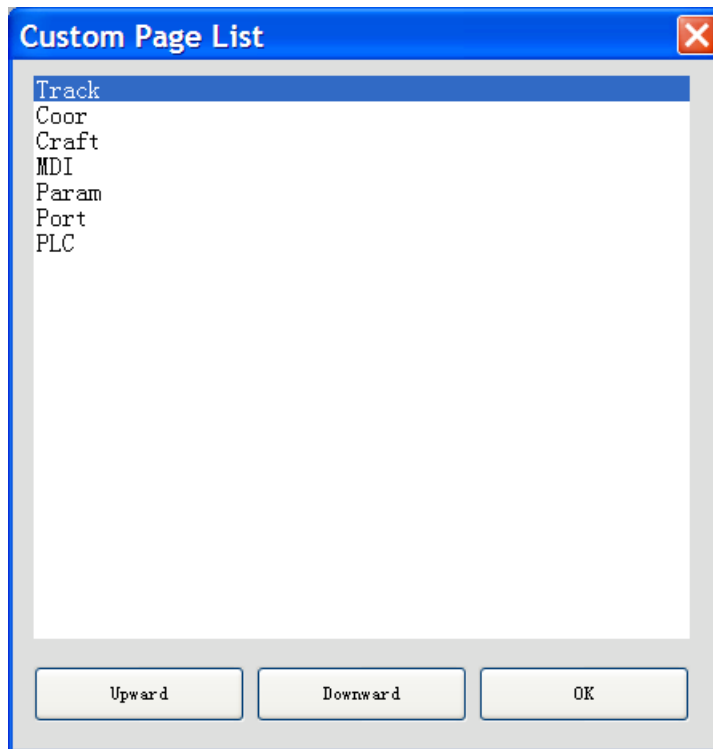 Custom Page List
Track
Coor
Craft
MDI
Param
Port
PLC
Upward
Downward
OK